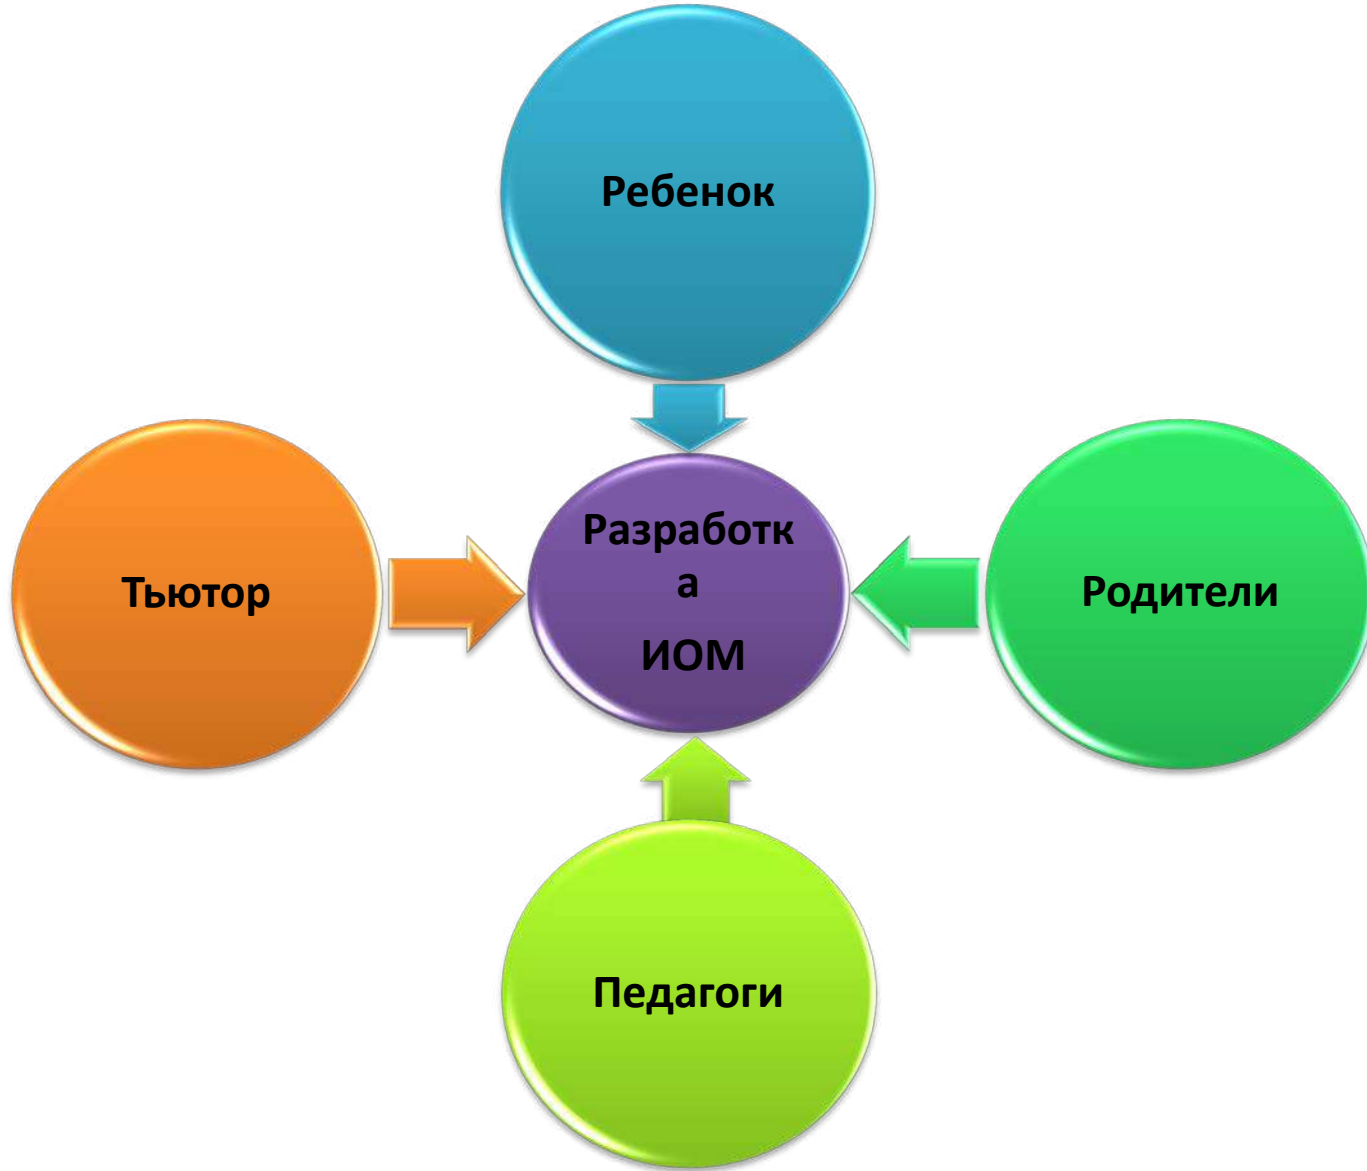 Ребенок
Тьютор
Разработк
а
ИОМ
Родители
Педагоги